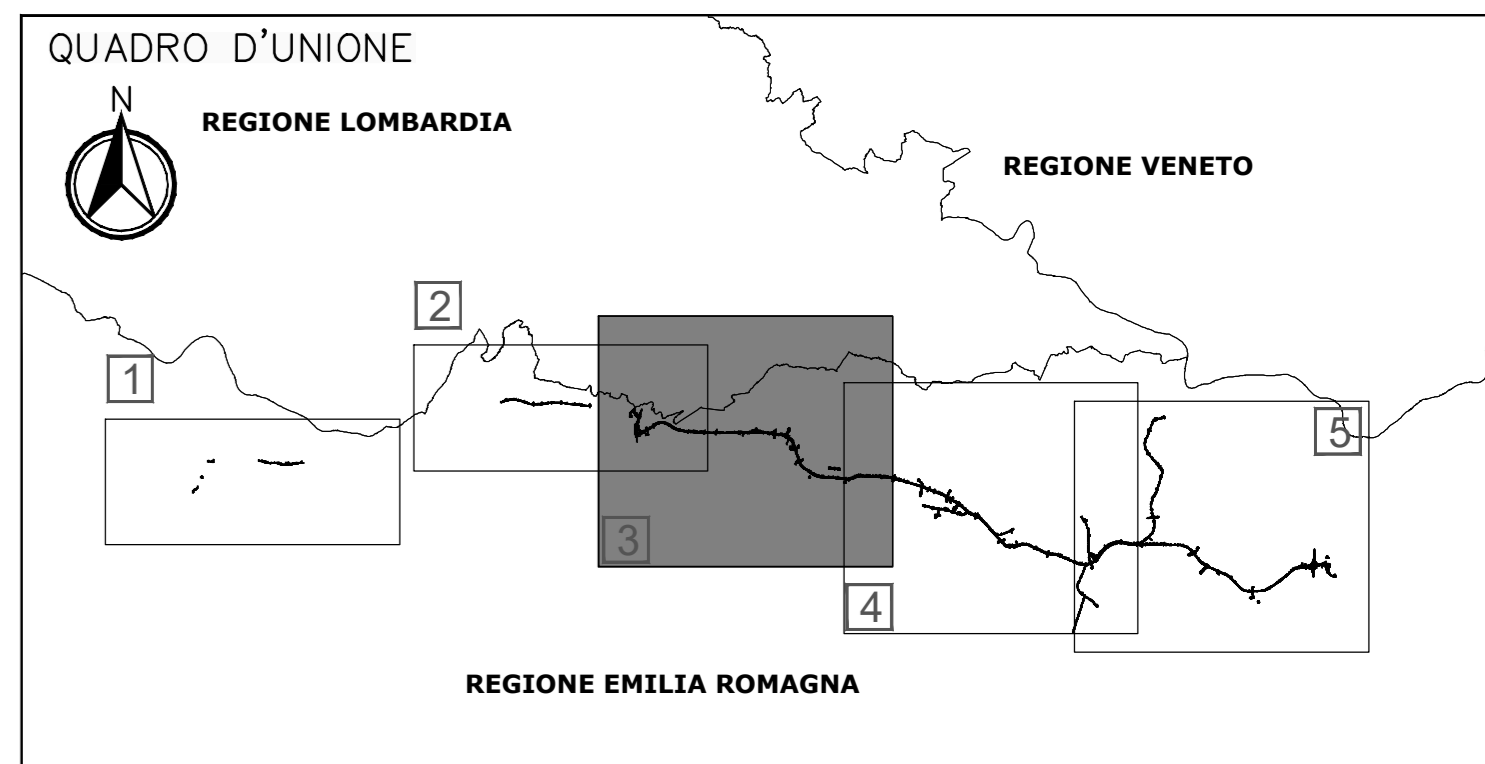 QUADRO D'UNIONE
N
REGIONE LOMBARDIA
REGIONE VENETO
2
1
5
3
4
REGIONE EMILIA ROMAGNA